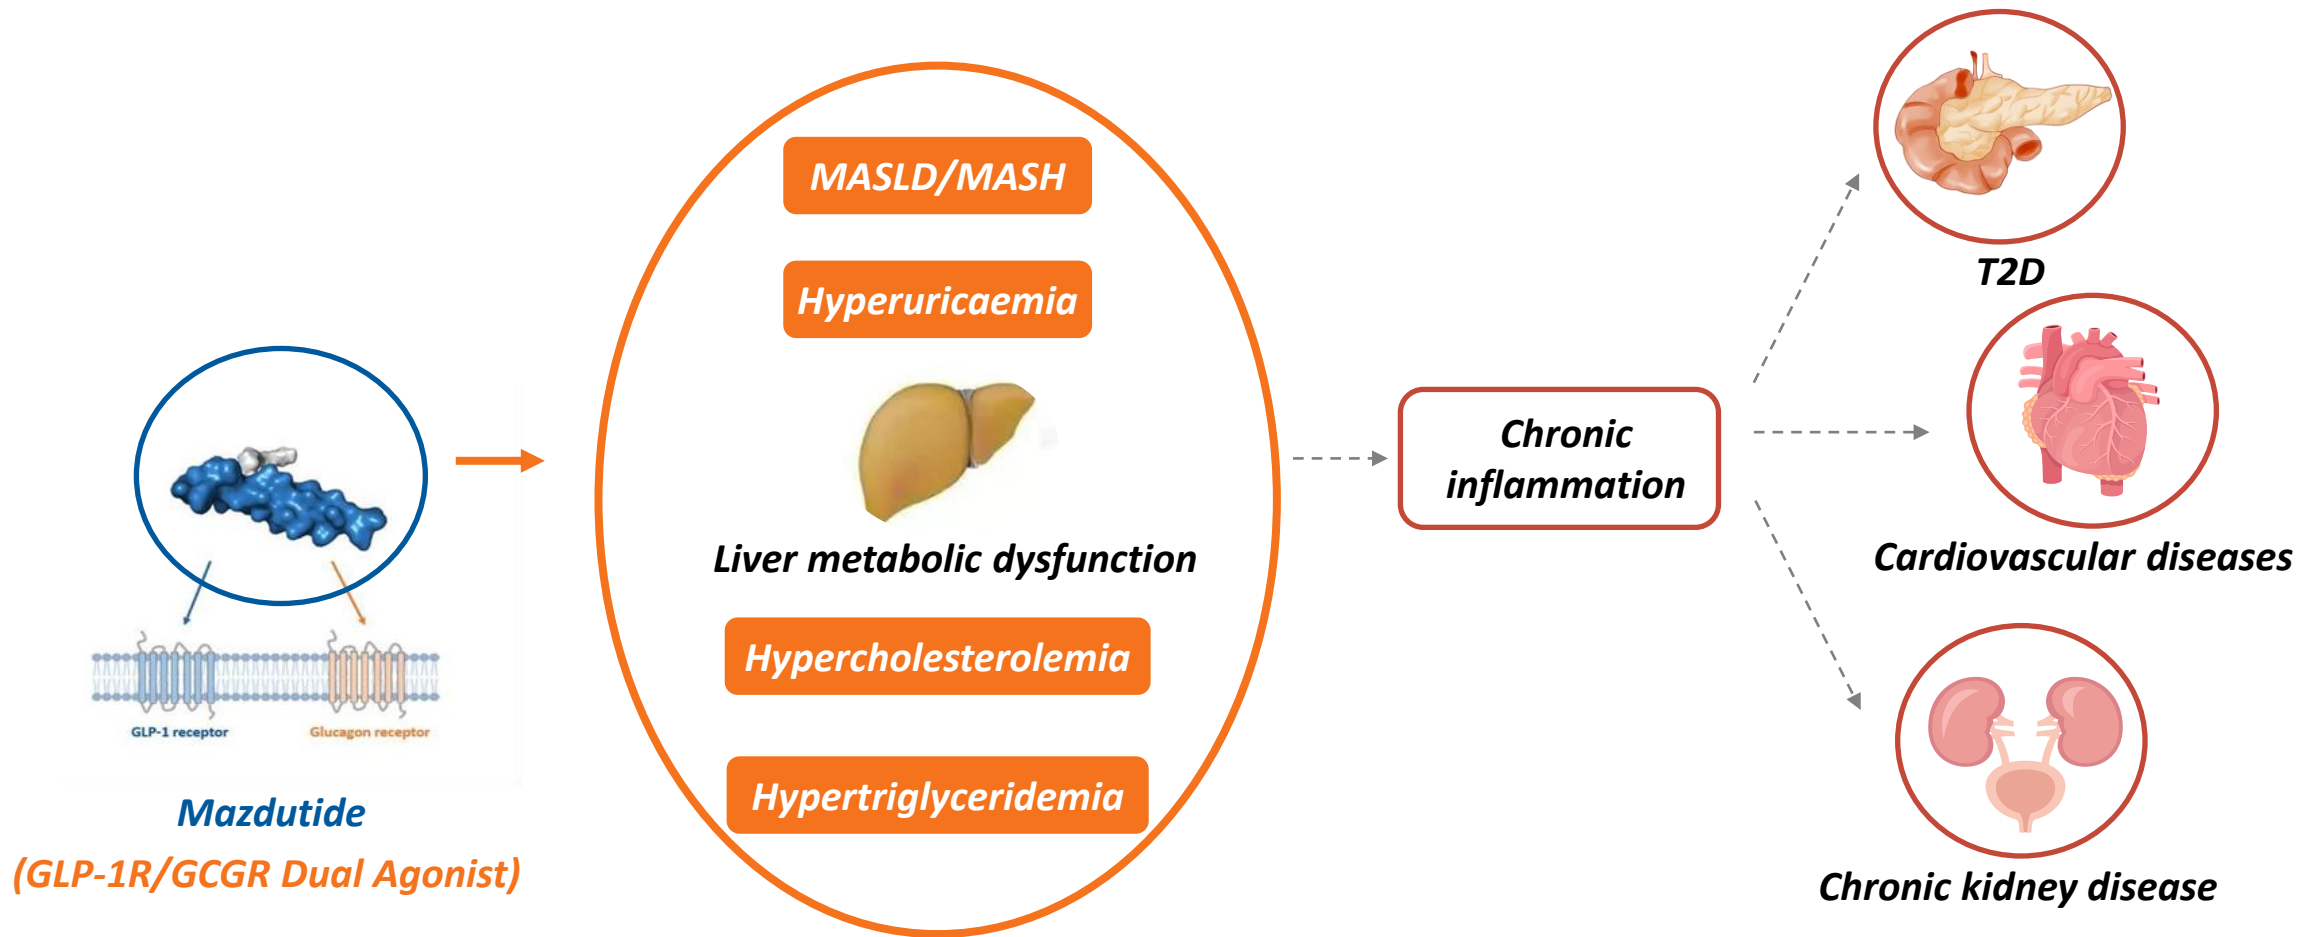 GLP-1 receptor
Glucagon receptor
Mazdutide
(GLP-1R/GCGR Dual Agonist)
MASLD/MASH
Hyperuricaemia
Liver metabolic dysfunction
Hypercholesterolemia
Hypertriglyceridemia
Chronic
inflammation
T2D
Cardiovascular diseases
Chronic kidney disease